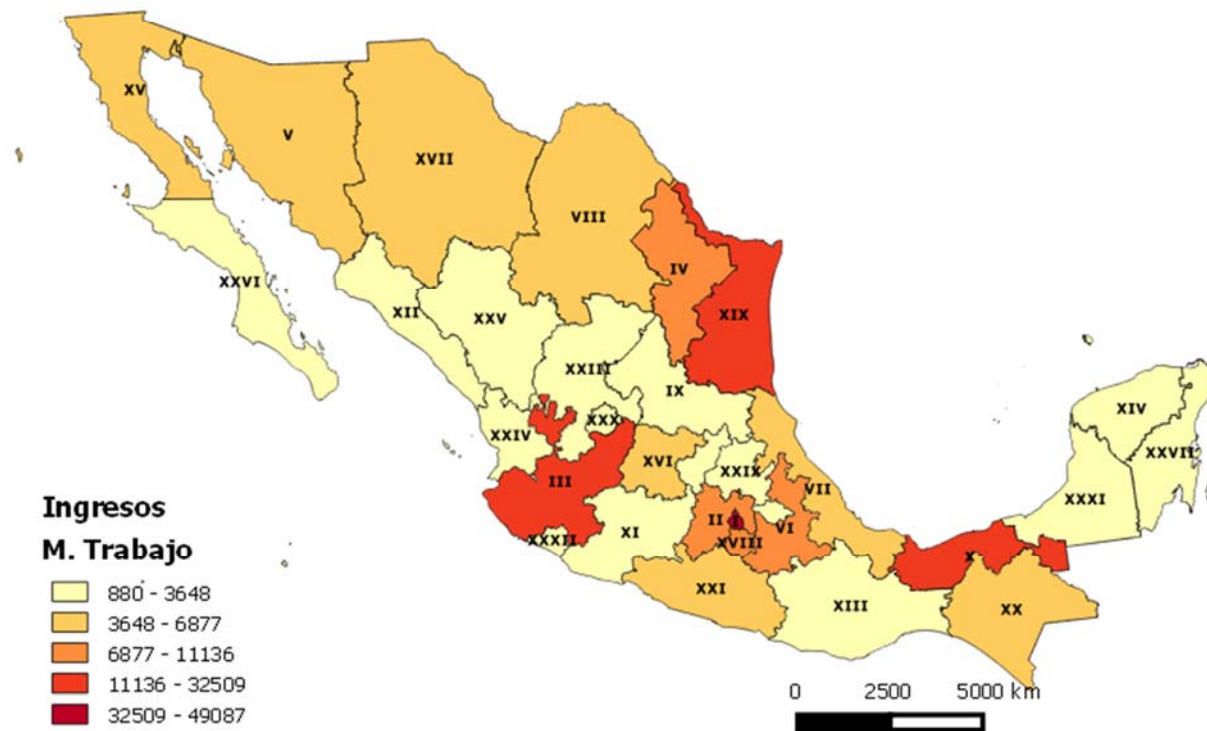 XV
V
XVII
VIII
IV
XXVI
XII
XXV
XIX
XXIII
IX
XXX
XXIV
XVI
XXIX
XIV
XXVII
III
VII
XXXI
II
I
VI
XI
XVIII
XXXII
X
XXI
XIII
XX
Ingresos
M. Trabajo
880 - 3648
3648 - 6877
6877 - 11136
11136 - 32509
32509 - 49087
0 2500 5000 km